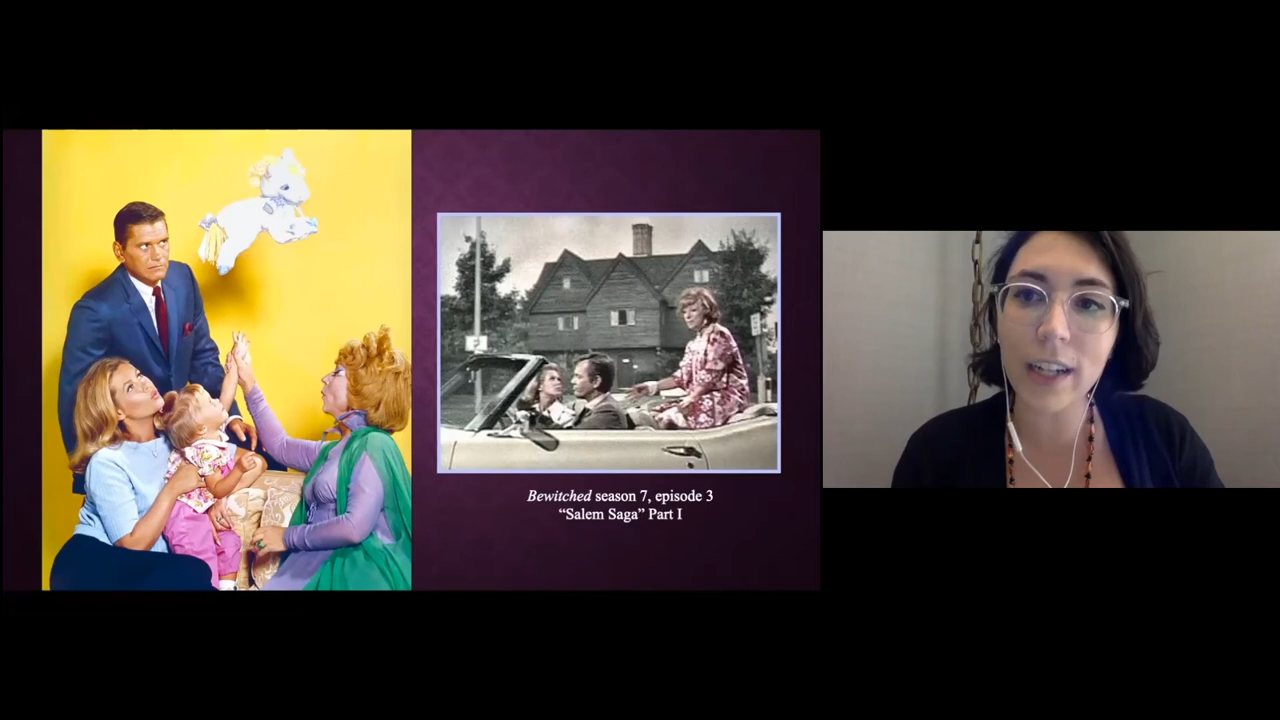 Bewitched season 7, episode 3
“Salem Saga” Part I